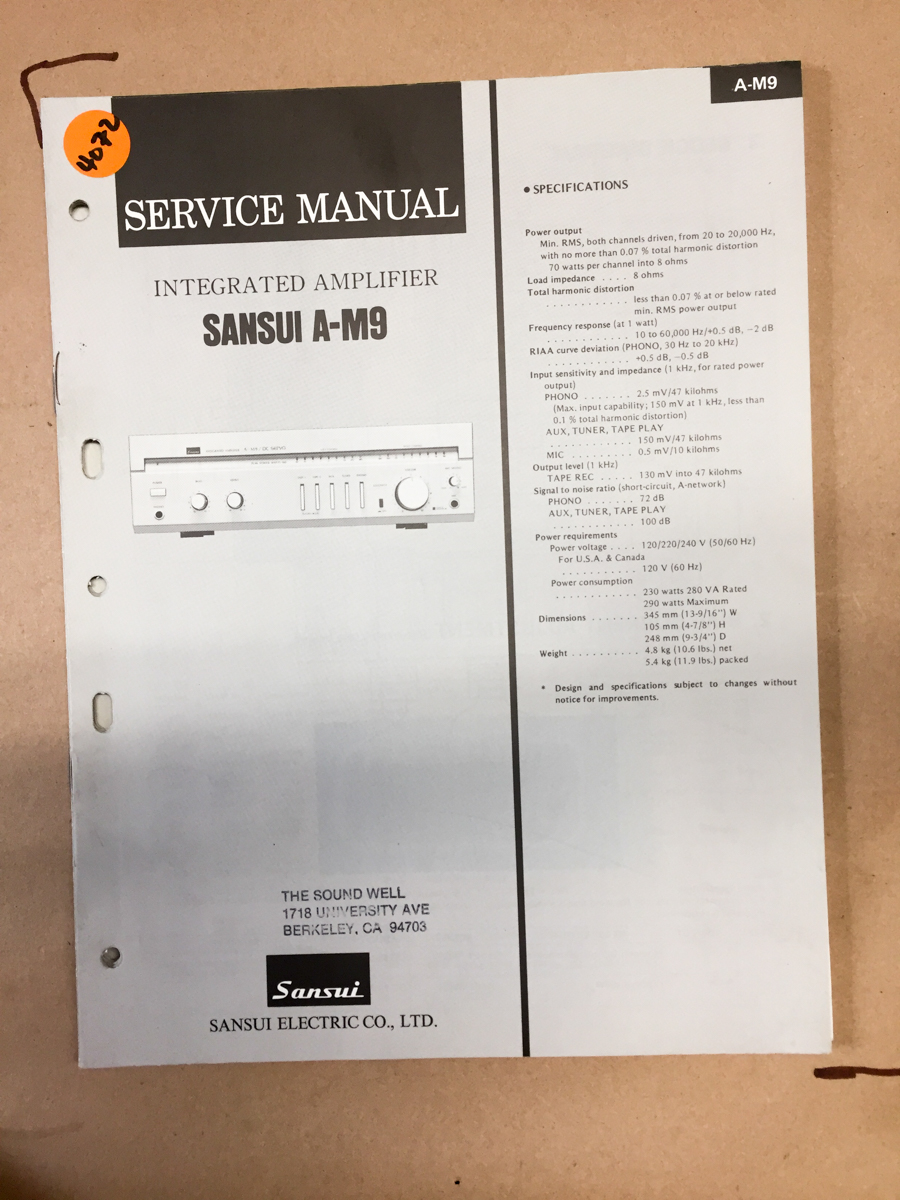 4072
SERVICE MANUAL
INTEGRATED AMPLIFIER
SANSUI A-M9
THE SOUND WELL
1718 UNIVERSITY AVE
BERKELEY, CA 94703
Sansui
SANSUI ELECTRIC CO., LTD.
A-M9
● SPECIFICATIONS
Power output
Min. RMS, both channels driven, from 20 to 20,000 Hz,
with no more than 0.07 % total harmonic distortion
70 watts per channel into 8 ohms
Load impedance . . . . 8 ohms
Total harmonic distortion
. . . . . . . . . . . . less than 0.07 % at or below rated
min. RMS power output
Frequency response (at 1 watt)
. . . . . . . . . . . . 10 to 60,000 Hz/+0.5 dB, −2 dB
RIAA curve deviation (PHONO, 30 Hz to 20 kHz)
. . . . . . . . . . . . +0.5 dB, −0.5 dB
Input sensitivity and impedance (1 kHz, for rated power
output)
PHONO . . . . . . . 2.5 mV/47 kilohms
(Max. input capability; 150 mV at 1 kHz, less than
0.1 % total harmonic distortion)
AUX, TUNER, TAPE PLAY
. . . . . . . . . . . . 150 mV/47 kilohms
MIC . . . . . . . . . 0.5 mV/10 kilohms
Output level (1 kHz)
TAPE REC . . . . . 130 mV into 47 kilohms
Signal to noise ratio (short-circuit, A-network)
PHONO . . . . . . . 72 dB
AUX, TUNER, TAPE PLAY
. . . . . . . . . . . . 100 dB
Power requirements
Power voltage . . . . 120/220/240 V (50/60 Hz)
For U.S.A. & Canada
. . . . . . . . . . . 120 V (60 Hz)
Power consumption
. . . . . . . . . . . . 230 watts 280 VA Rated
290 watts Maximum
Dimensions . . . . . . . 345 mm (13-9/16") W
105 mm (4-7/8") H
248 mm (9-3/4") D
Weight . . . . . . . . . . 4.8 kg (10.6 lbs.) net
5.4 kg (11.9 lbs.) packed
* Design and specifications subject to changes without
notice for improvements.